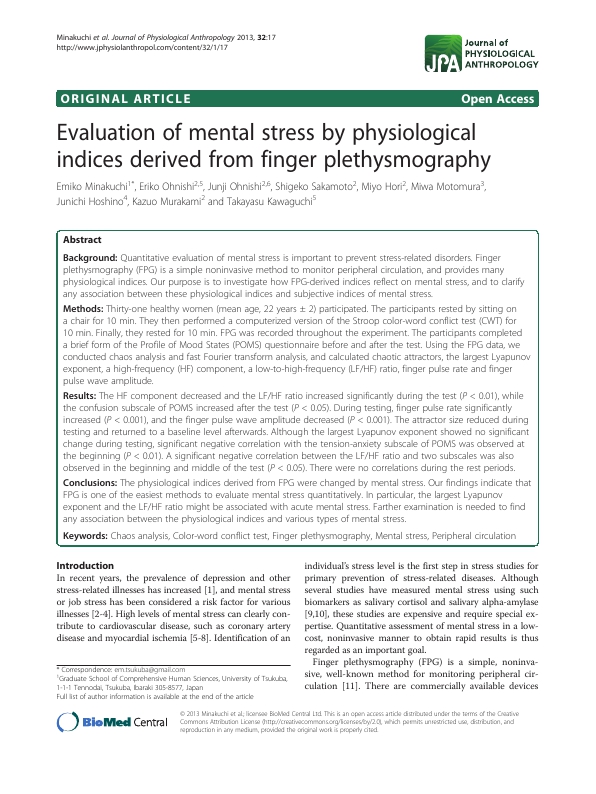 Minakuchi et al. Journal of Physiological Anthropology 2013, 32:17
http://www.jphysiolanthropol.com/content/32/1/17
JPA
Journal of
PHYSIOLOGICAL
ANTHROPOLOGY
ORIGINAL ARTICLE Open Access
Evaluation of mental stress by physiological
indices derived from finger plethysmography
Emiko Minakuchi1*, Eriko Ohnishi2,5, Junji Ohnishi2,6, Shigeko Sakamoto2, Miyo Hori2, Miwa Motomura3,
Junichi Hoshino4, Kazuo Murakami2 and Takayasu Kawaguchi5
Abstract
Background: Quantitative evaluation of mental stress is important to prevent stress-related disorders. Finger
plethysmography (FPG) is a simple noninvasive method to monitor peripheral circulation, and provides many
physiological indices. Our purpose is to investigate how FPG-derived indices reflect on mental stress, and to clarify
any association between these physiological indices and subjective indices of mental stress.
Methods: Thirty-one healthy women (mean age, 22 years ± 2) participated. The participants rested by sitting on
a chair for 10 min. They then performed a computerized version of the Stroop color-word conflict test (CWT) for
10 min. Finally, they rested for 10 min. FPG was recorded throughout the experiment. The participants completed
a brief form of the Profile of Mood States (POMS) questionnaire before and after the test. Using the FPG data, we
conducted chaos analysis and fast Fourier transform analysis, and calculated chaotic attractors, the largest Lyapunov
exponent, a high-frequency (HF) component, a low-to-high-frequency (LF/HF) ratio, finger pulse rate and finger
pulse wave amplitude.
Results: The HF component decreased and the LF/HF ratio increased significantly during the test (P < 0.01), while
the confusion subscale of POMS increased after the test (P < 0.05). During testing, finger pulse rate significantly
increased (P < 0.001), and the finger pulse wave amplitude decreased (P < 0.001). The attractor size reduced during
testing and returned to a baseline level afterwards. Although the largest Lyapunov exponent showed no significant
change during testing, significant negative correlation with the tension-anxiety subscale of POMS was observed at
the beginning (P < 0.01). A significant negative correlation between the LF/HF ratio and two subscales was also
observed in the beginning and middle of the test (P < 0.05). There were no correlations during the rest periods.
Conclusions: The physiological indices derived from FPG were changed by mental stress. Our findings indicate that
FPG is one of the easiest methods to evaluate mental stress quantitatively. In particular, the largest Lyapunov
exponent and the LF/HF ratio might be associated with acute mental stress. Farther examination is needed to find
any association between the physiological indices and various types of mental stress.
Keywords: Chaos analysis, Color-word conflict test, Finger plethysmography, Mental stress, Peripheral circulation
Introduction
In recent years, the prevalence of depression and other
stress-related illnesses has increased [1], and mental stress
or job stress has been considered a risk factor for various
illnesses [2-4]. High levels of mental stress can clearly con-
tribute to cardiovascular disease, such as coronary artery
disease and myocardial ischemia [5-8]. Identification of an
* Correspondence: em.tsukuba@gmail.com
1Graduate School of Comprehensive Human Sciences, University of Tsukuba,
1-1-1 Tennodai, Tsukuba, Ibaraki 305-8577, Japan
Full list of author information is available at the end of the article
individual's stress level is the first step in stress studies for
primary prevention of stress-related diseases. Although
several studies have measured mental stress using such
biomarkers as salivary cortisol and salivary alpha-amylase
[9,10], these studies are expensive and require special ex-
pertise. Quantitative assessment of mental stress in a low-
cost, noninvasive manner to obtain rapid results is thus
regarded as an important goal.
Finger plethysmography (FPG) is a simple, noninva-
sive, well-known method for monitoring peripheral cir-
culation [11]. There are commercially available devices
BioMed Central
© 2013 Minakuchi et al.; licensee BioMed Central Ltd. This is an open access article distributed under the terms of the Creative
Commons Attribution License (http://creativecommons.org/licenses/by/2.0), which permits unrestricted use, distribution, and
reproduction in any medium, provided the original work is properly cited.